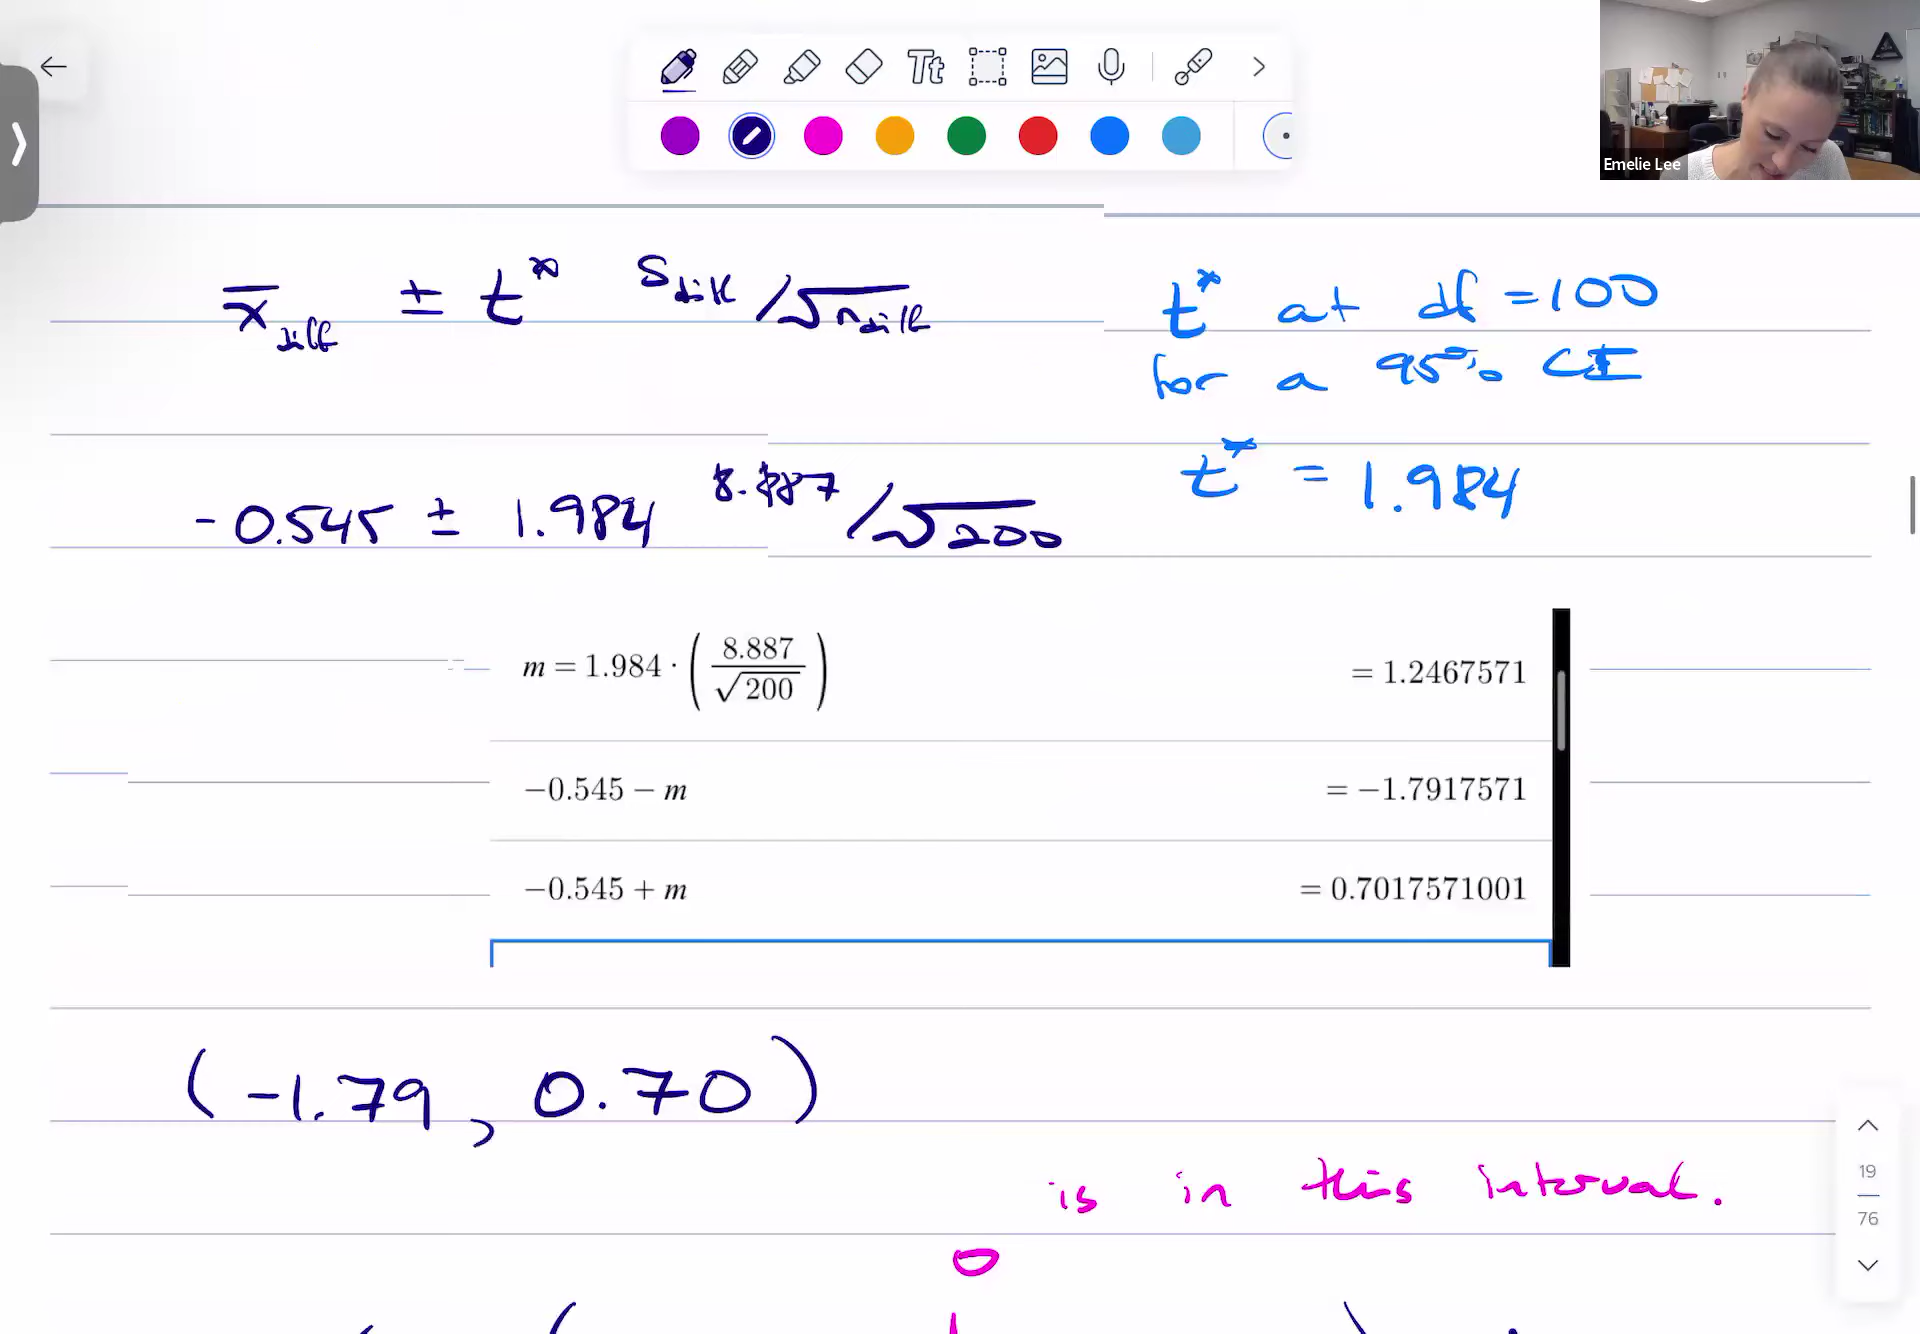 Tt
Emelie Lee
x̄diff ± t* Sdiff/√ndiff
t* at df = 100
for a 95% CI
t* = 1.984
-0.545 ± 1.984 8.887/√200
m = 1.984 · (8.887/√200) = 1.2467571
−0.545 − m = −1.7917571
−0.545 + m = 0.7017571001
(-1.79, 0.70)
is in this interval.
0
19
76